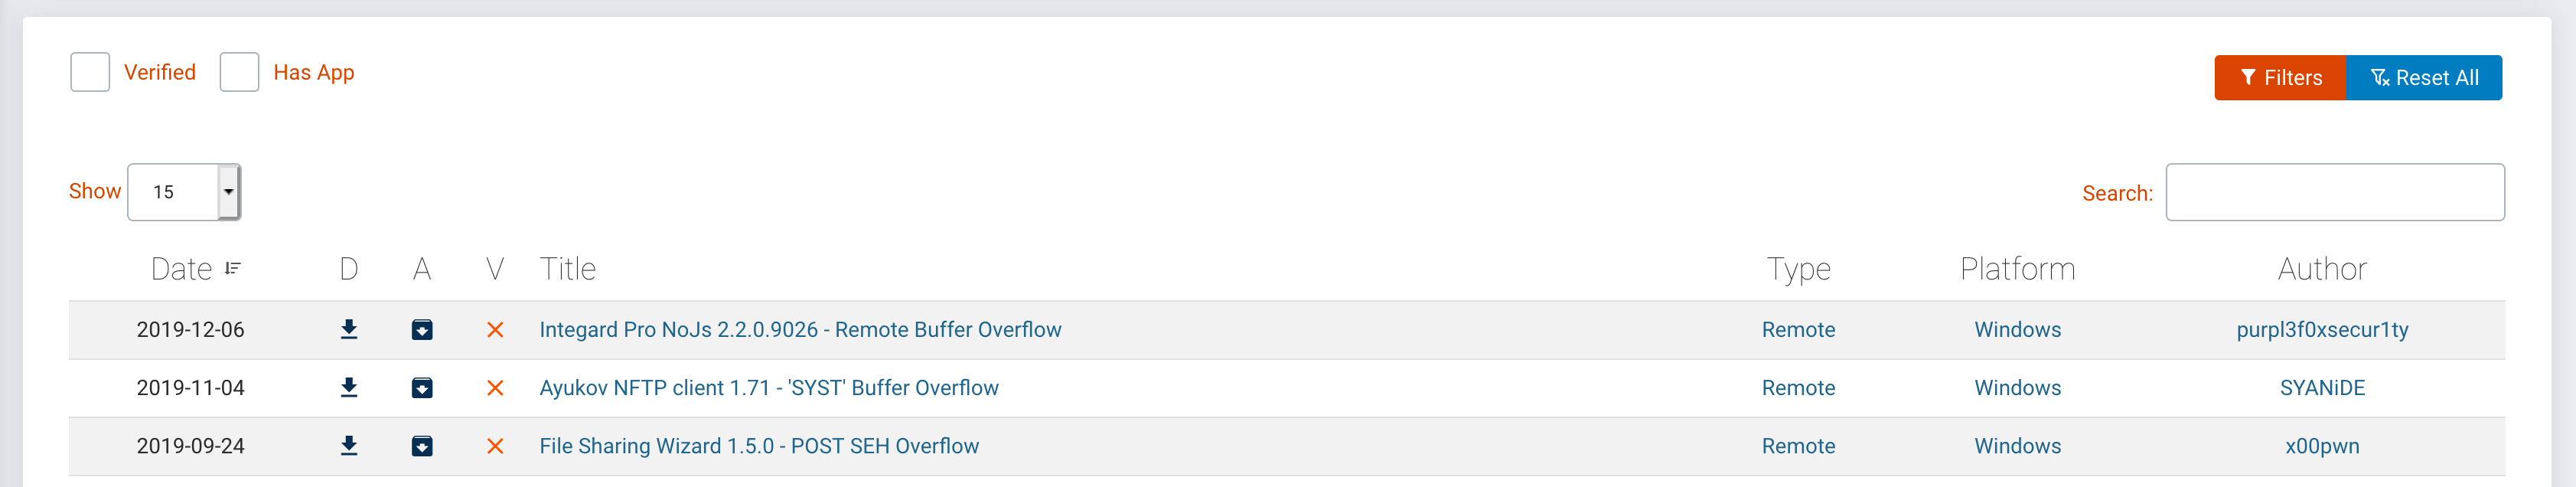 Verified Has App Filters Reset All
Show 15 Search:
Date D A V Title Type Platform Author
2019-12-06 Integard Pro NoJs 2.2.0.9026 - Remote Buffer Overflow Remote Windows purpl3f0xsecur1ty
2019-11-04 Ayukov NFTP client 1.71 - 'SYST' Buffer Overflow Remote Windows SYANiDE
2019-09-24 File Sharing Wizard 1.5.0 - POST SEH Overflow Remote Windows x00pwn